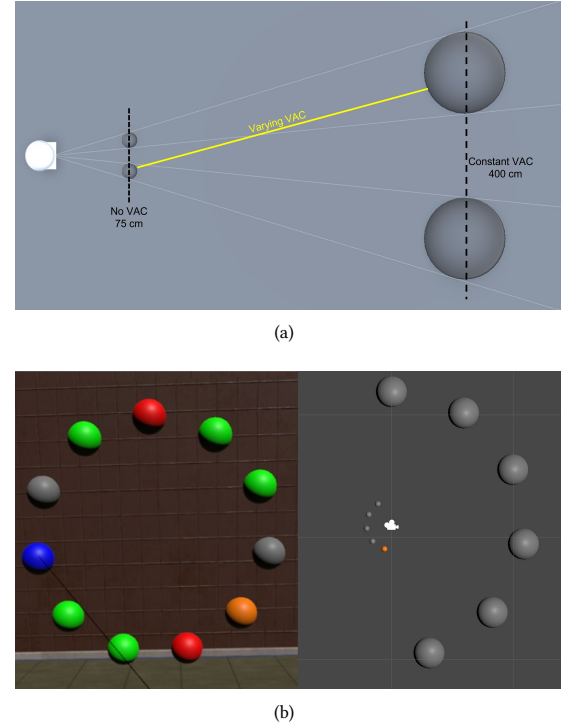 Varying VAC
No VAC
75 cm
Constant VAC
400 cm
(a)
(b)